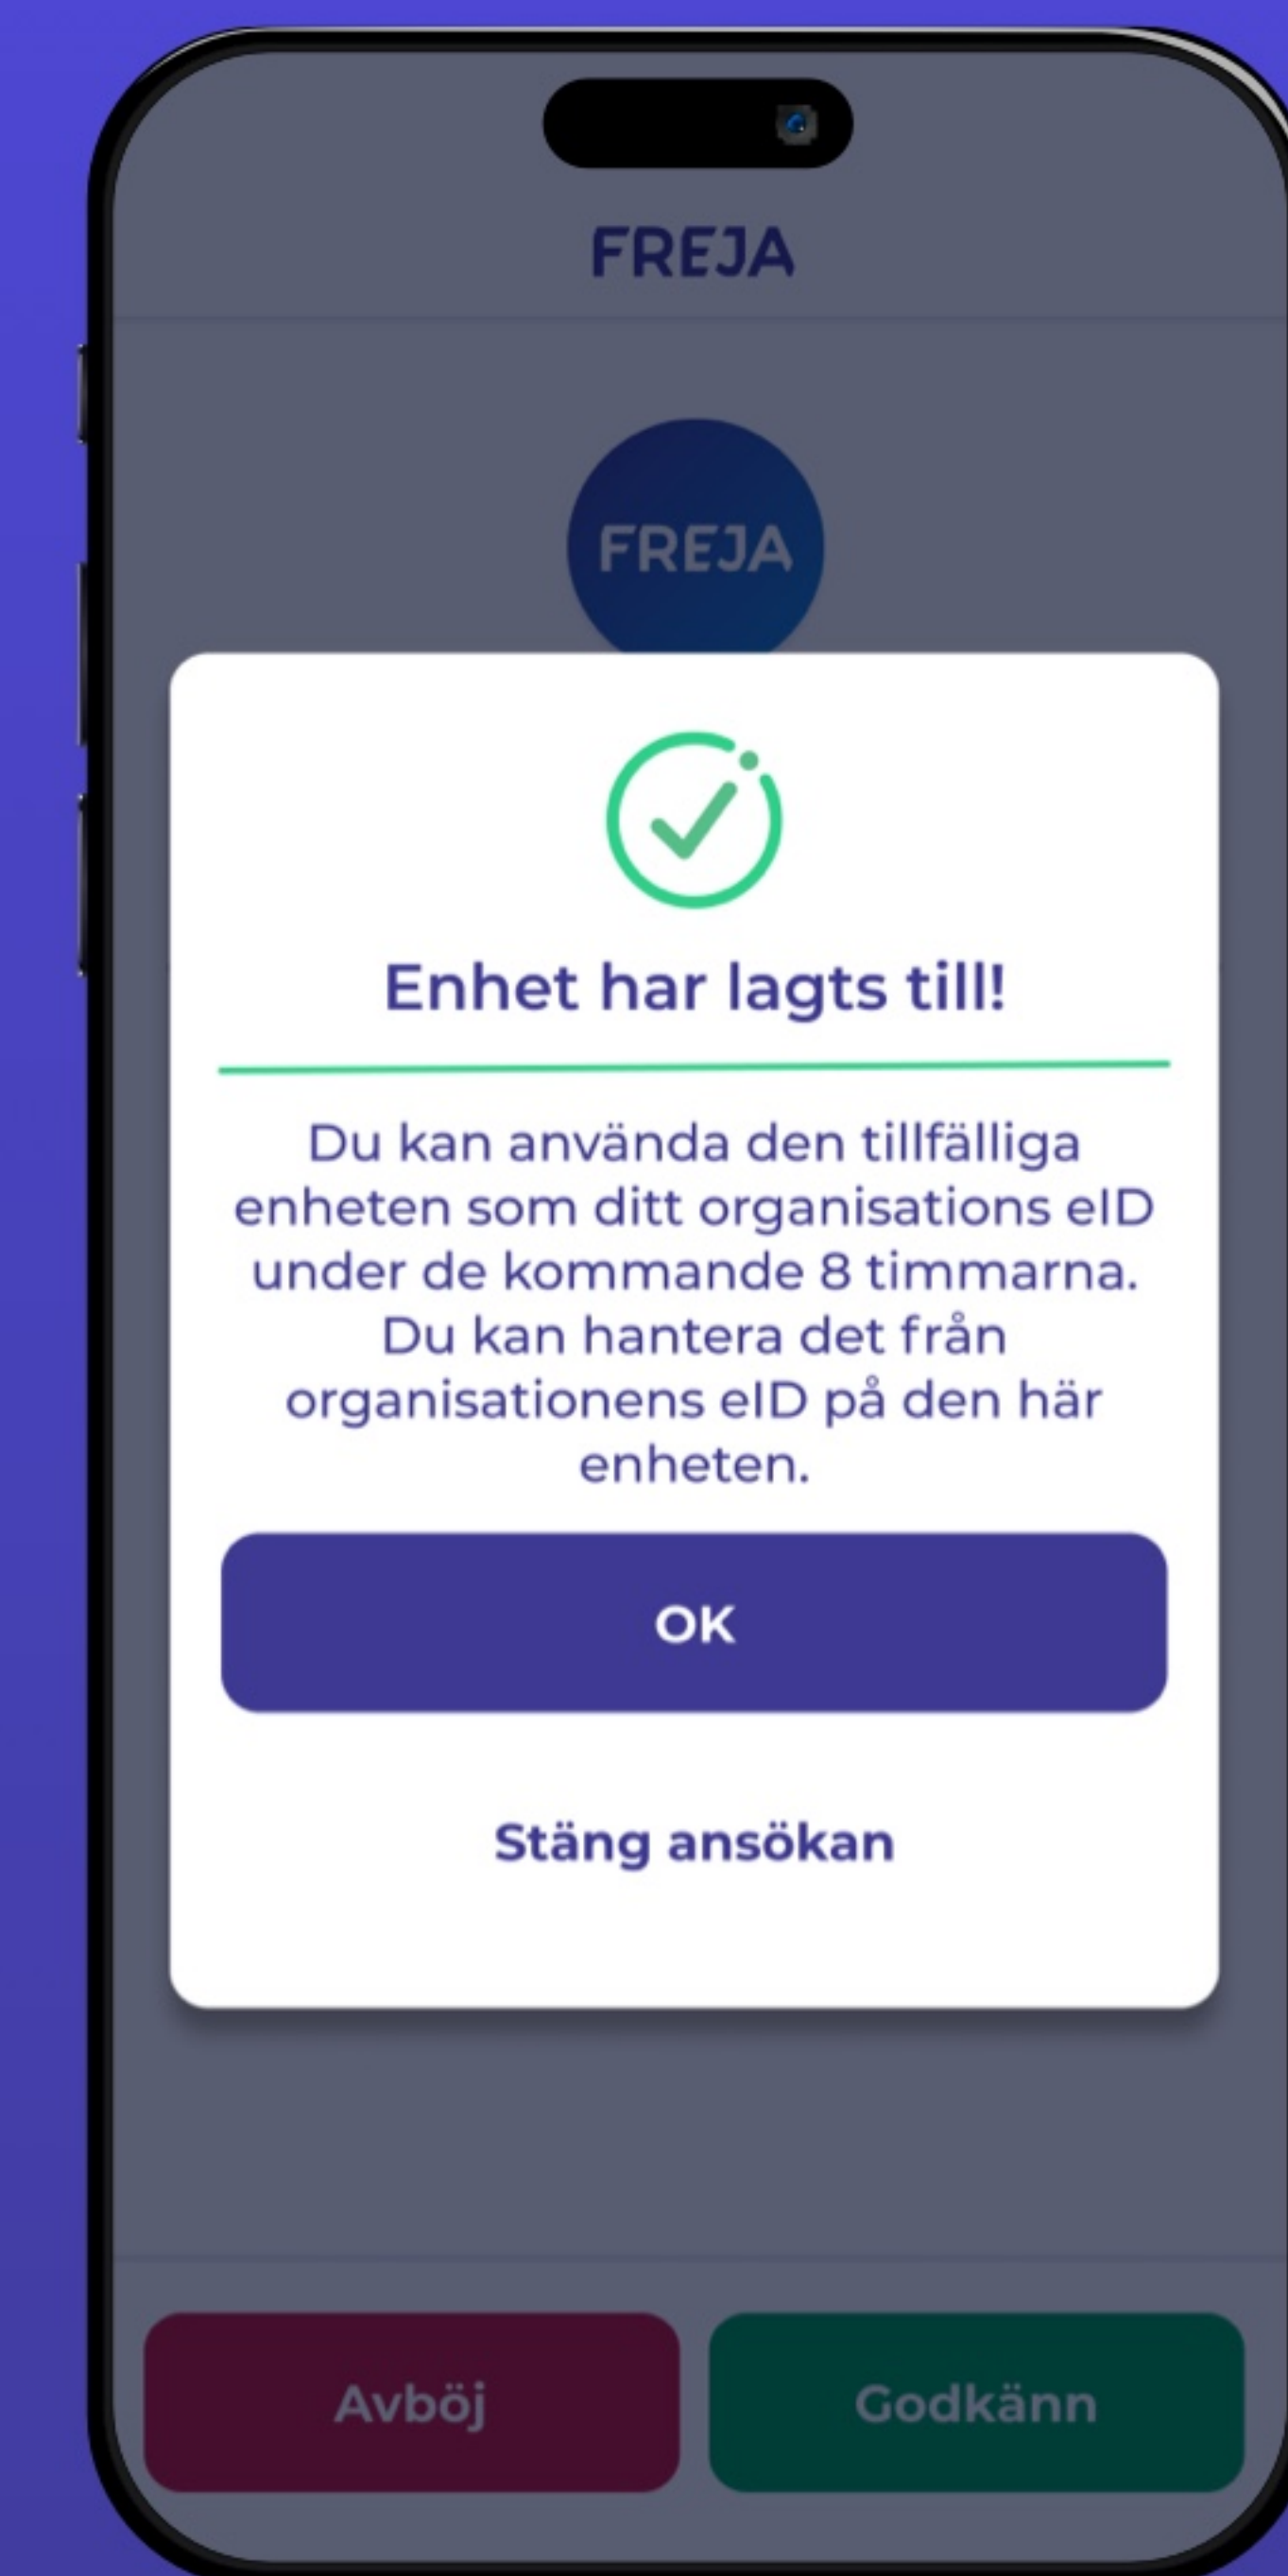 FREJA
FREJA
Enhet har lagts till!
Du kan använda den tillfälliga
enheten som ditt organisations eID
under de kommande 8 timmarna.
Du kan hantera det från
organisationens eID på den här
enheten.
OK
Stäng ansökan
Avböj
Godkänn